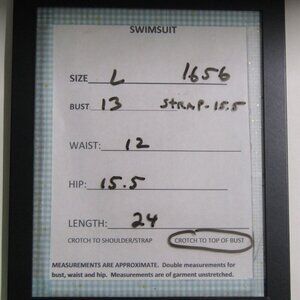 SWIMSUIT
SIZE L 1656
BUST 13 STRAP-15.5
WAIST: 12
HIP: 15.5
LENGTH: 24
CROTCH TO SHOULDER/STRAP CROTCH TO TOP OF BUST
MEASUREMENTS ARE APPROXIMATE. Double measurements for
bust, waist and hip. Measurements are of garment unstretched.